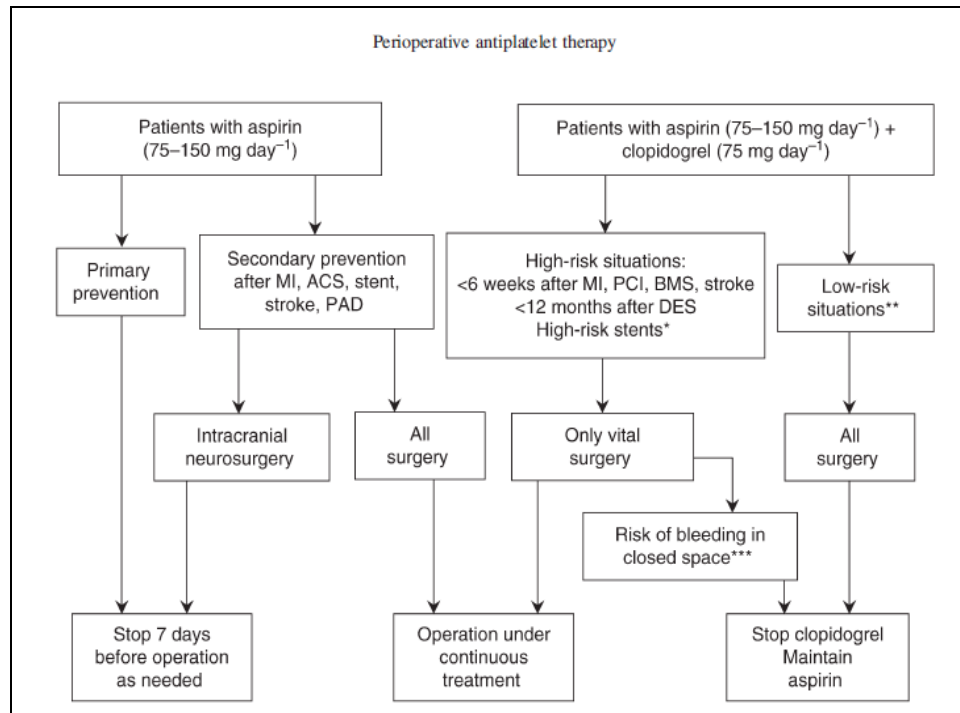 Perioperative antiplatelet therapy
Patients with aspirin
(75–150 mg day⁻¹)
Patients with aspirin (75–150 mg day⁻¹) +
clopidogrel (75 mg day⁻¹)
Primary
prevention
Secondary prevention
after MI, ACS, stent,
stroke, PAD
High-risk situations:
<6 weeks after MI, PCI, BMS, stroke
<12 months after DES
High-risk stents*
Low-risk
situations**
Intracranial
neurosurgery
All
surgery
Only vital
surgery
All
surgery
Risk of bleeding in
closed space***
Stop 7 days
before operation
as needed
Operation under
continuous
treatment
Stop clopidogrel
Maintain
aspirin